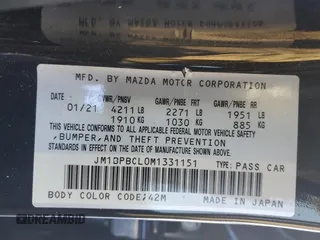 MFD. BY MAZDA MOTOR CORPORATION
GVWR/PNBV GAWR/PNBE FRT GAWR/PNBE RR
01/21 4211 LB 2271 LB 1951 LB
1910 KG 1030 KG 885 KG
THIS VEHICLE CONFORMS TO ALL APPLICABLE
FEDERAL MOTOR VEHICLE SAFETY
, BUMPER, AND THEFT PREVENTION
STANDARDS IN EFFECT ON THE DATE OF
MANUFACTURE SHOWN ABOVE.
JM1DPBCL0M1331151 TYPE: PASS CAR
BODY COLOR CODE: 42M MADE IN JAPAN
DREAM BID